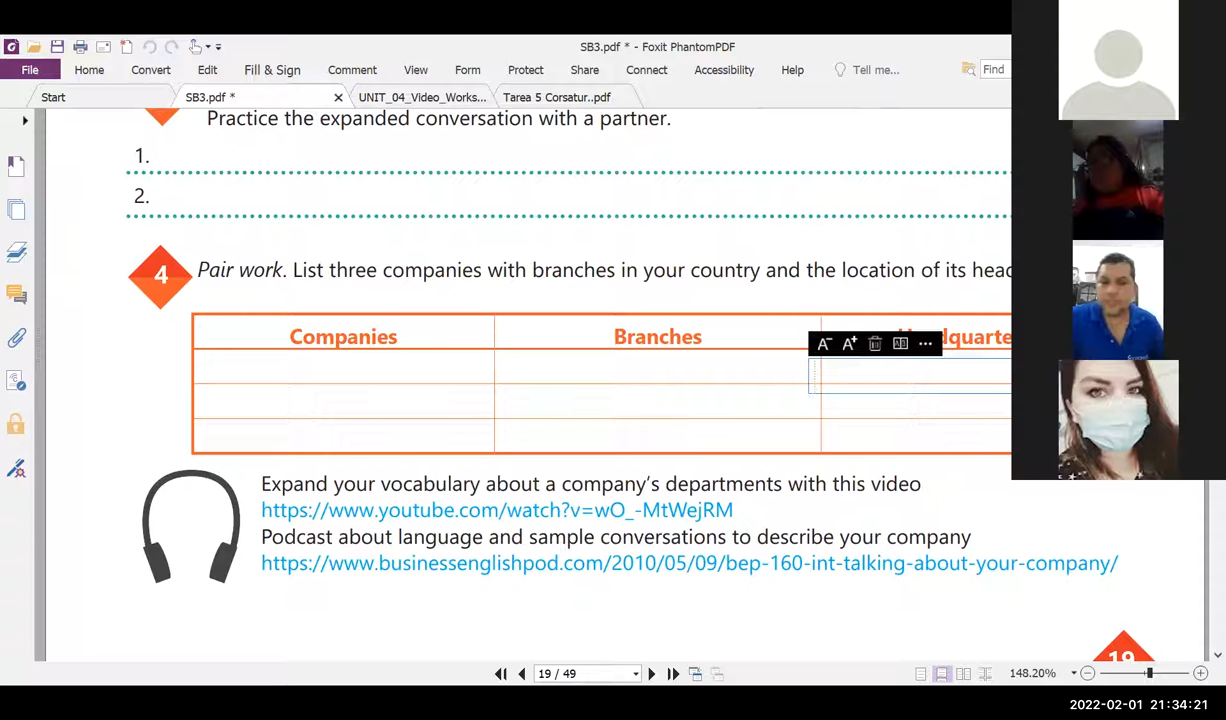 SB3.pdf * - Foxit PhantomPDF
File Home Convert Edit Fill & Sign Comment View Form Protect Share Connect Accessibility Help Tell me... Find
Start SB3.pdf * UNIT_04_Video_Works... Tarea 5 Corsatur..pdf
Practice the expanded conversation with a partner.
1.
2.
4 Pair work. List three companies with branches in your country and the location of its
Companies Branches
Expand your vocabulary about a company's departments with this video
https://www.youtube.com/watch?v=wO_-MtWejRM
Podcast about language and sample conversations to describe your company
https://www.businessenglishpod.com/2010/05/09/bep-160-int-talking-about-your-company/
19
19 / 49 148.20%
2022-02-01 21:34:21